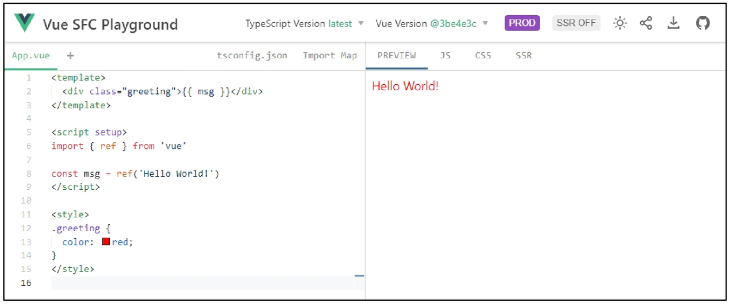 Vue SFC Playground
TypeScript Version latest
Vue Version @3be4e3c
PROD
SSR OFF
App.vue +
tsconfig.json
Import Map
PREVIEW
JS
CSS
SSR
1 <template>
2 <div class="greeting">{{ msg }}</div>
3 </template>
4
5 <script setup>
6 import { ref } from 'vue'
7
8 const msg = ref('Hello World!')
9 </script>
10
11 <style>
12 .greeting {
13 color: red;
14 }
15 </style>
16
Hello World!